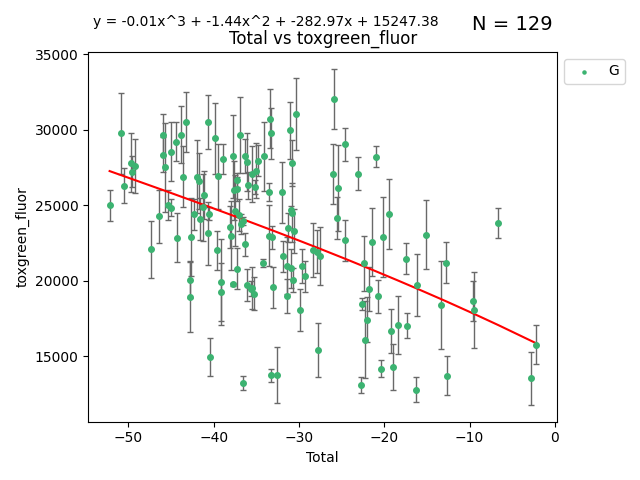 y = -0.01x^3 + -1.44x^2 + -282.97x + 15247.38
N = 129
Total vs toxgreen_fluor
G
35000
30000
25000
20000
15000
toxgreen_fluor
−50 −40 −30 −20 −10 0
Total